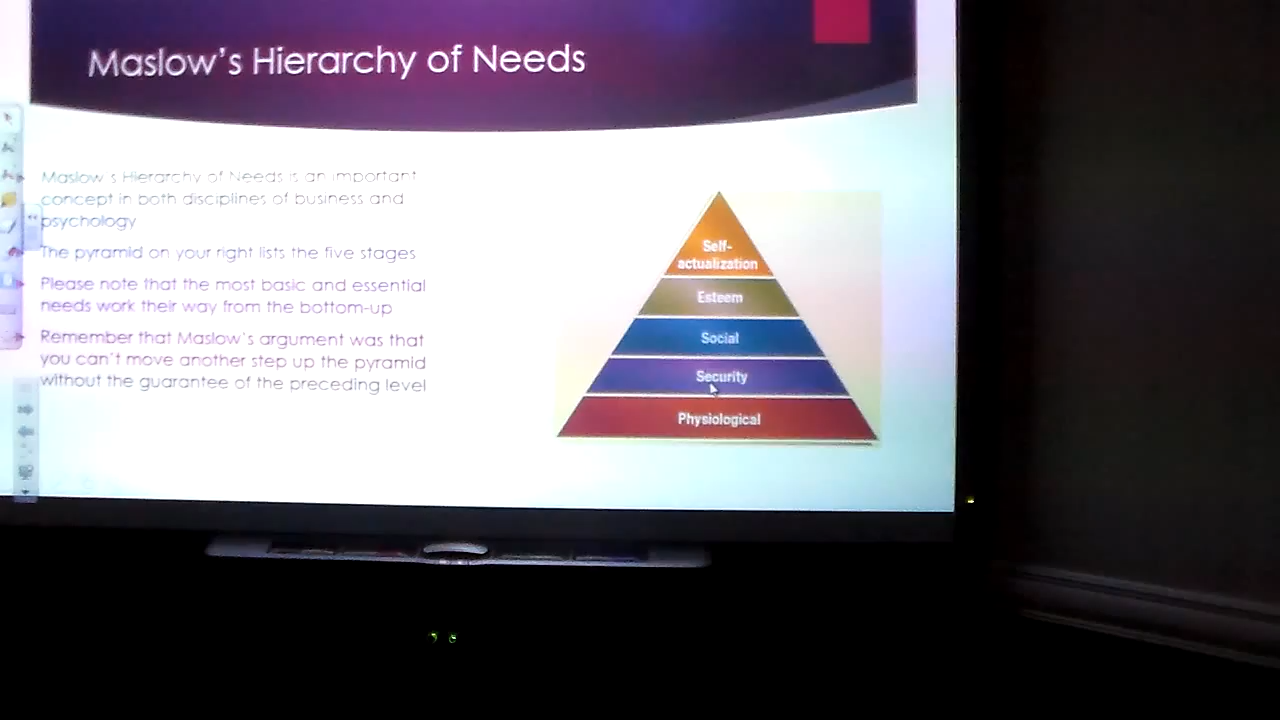 Maslow's Hierarchy of Needs
Maslow s Hierarchy of Needs is an important
concept in both disciplines of business and
psychology
The pyramid on your right lists the five stages
Please note that the most basic and essential
needs work their way from the bottom-up
Remember that Maslow's argument was that
you can't move another step up the pyramid
without the guarantee of the preceding level
Self-
actualization
Esteem
Social
Security
Physiological